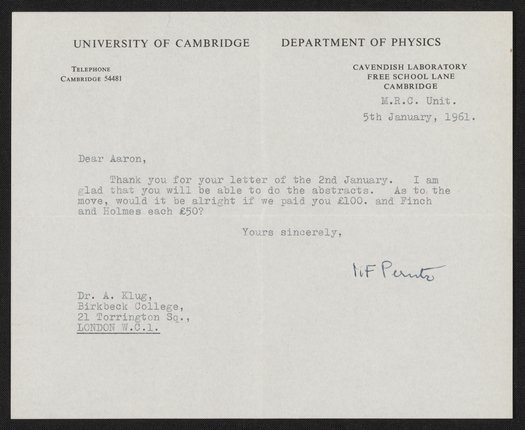 UNIVERSITY OF CAMBRIDGE DEPARTMENT OF PHYSICS
TELEPHONE
CAMBRIDGE 54481
CAVENDISH LABORATORY
FREE SCHOOL LANE
CAMBRIDGE
M.R.C. Unit.
5th January, 1961.
Dear Aaron,
Thank you for your letter of the 2nd January. I am
glad that you will be able to do the abstracts. As to the
move, would it be alright if we paid you £100. and Finch
and Holmes each £50?
Yours sincerely,
MF Perutz
Dr. A. Klug,
Birkbeck College,
21 Torrington Sq.,
LONDON W.C.1.